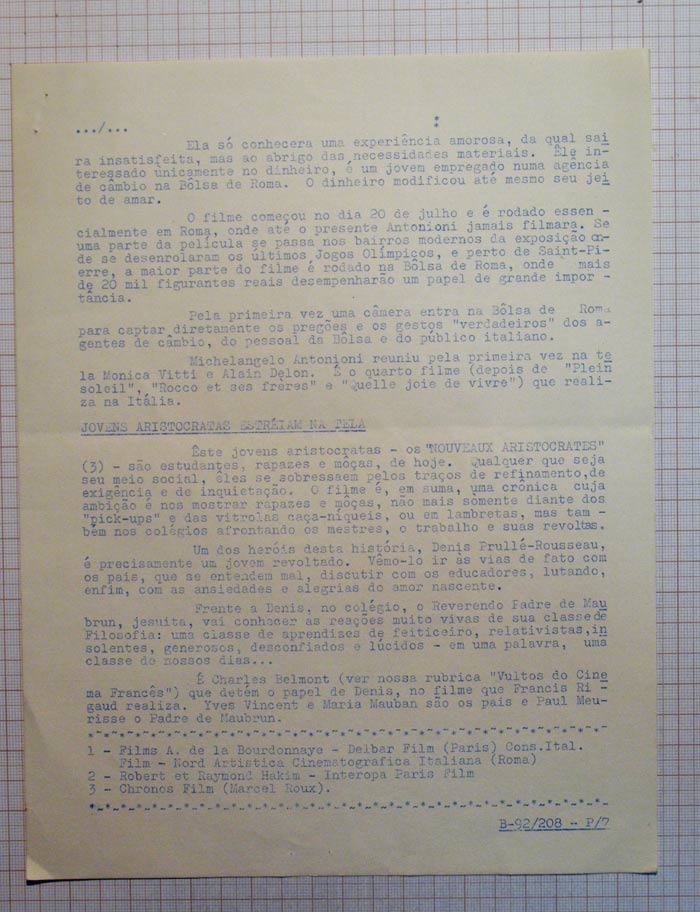 .../...
Ela só conhecera uma experiência amorosa, da qual sai
ra insatisfeita, mas ao abrigo das necessidades materiais. Êle in-
teressado unicamente no dinheiro, é um jovem empregado numa agência
de câmbio na Bôlsa de Roma. O dinheiro modificou até mesmo seu jei
to de amar.
O filme começou no dia 20 de julho e é rodado essen -
cialmente em Roma, onde até o presente Antonioni jamais filmara. Se
uma parte da película se passa nos bairros modernos da exposição on-
de se desenrolaram os últimos Jogos Olímpicos, e perto de Saint-Pi-
erre, a maior parte do filme é rodado na Bôlsa de Roma, onde mais
de 20 mil figurantes reais desempenharão um papel de grande impor -
tância.
Pela primeira vez uma câmera entra na Bôlsa de Roma
para captar diretamente os pregões e os gestos "verdadeiros" dos a-
gentes de câmbio, do pessoal da Bôlsa e do público italiano.
Michelangelo Antonioni reuniu pela primeira vez na te
la Monica Vitti e Alain Delon. É o quarto filme (depois de "Plein
soleil", "Rocco et ses frères" e "Quelle joie de vivre") que reali-
za na Itália.
JOVENS ARISTOCRATAS ESTRÉIAM NA TELA
Êste jovens aristocratas - os "NOUVEAUX ARISTOCRATES"
(3) - são estudantes, rapazes e môças, de hoje. Qualquer que seja
seu meio social, êles se sobressaem pelos traços de refinamento,de
exigência e de inquietação. O filme é, em suma, uma crônica cuja
ambição é nos mostrar rapazes e môças, não mais somente diante dos
"pick-ups" e das vitrolas caça-níqueis, ou em lambretas, mas tam -
bém nos colégios afrontando os mestres, o trabalho e suas revoltas.
Um dos heróis desta história, Denis Prullé-Rousseau,
é precisamente um jovem revoltado. Vêmo-lo ir às vias de fato com
os pais, que se entendem mal, discutir com os educadores, lutando,
enfim, com as ansiedades e alegrias do amor nascente.
Frente a Denis, no colégio, o Reverendo Padre de Mau
brun, jesuita, vai conhecer as reações muito vivas de sua classe de
Filosofia: uma classe de aprendizes de feiticeiro, relativistas,in
solentes, generosos, desconfiados e lúcidos - em uma palavra, uma
classe de nossos dias...
É Charles Belmont (ver nossa rubrica "Vultos do Cine
ma Francês") que detém o papel de Denis, no filme que Francis Ri -
gaud realiza. Yves Vincent e Maria Mauban são os pais e Paul Meu-
risse o Padre de Maubrun.
1 - Films A. de la Bourdonnaye - Delbar Film (Paris) Cons.Ital.
Film - Nord Artistica Cinematografica Italiana (Roma)
2 - Robert et Raymond Hakim - Interopa Paris Film
3 - Chronos Film (Marcel Roux).
B-92/208 -- P/7